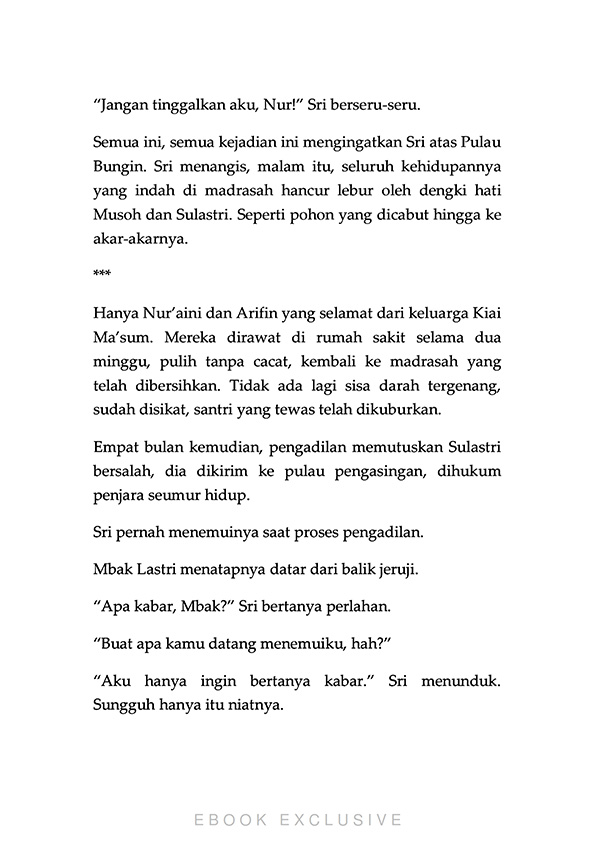 “Jangan tinggalkan aku, Nur!” Sri berseru-seru.
Semua ini, semua kejadian ini mengingatkan Sri atas Pulau
Bungin. Sri menangis, malam itu, seluruh kehidupannya
yang indah di madrasah hancur lebur oleh dengki hati
Musoh dan Sulastri. Seperti pohon yang dicabut hingga ke
akar-akarnya.
***
Hanya Nur’aini dan Arifin yang selamat dari keluarga Kiai
Ma’sum. Mereka dirawat di rumah sakit selama dua
minggu, pulih tanpa cacat, kembali ke madrasah yang
telah dibersihkan. Tidak ada lagi sisa darah tergenang,
sudah disikat, santri yang tewas telah dikuburkan.
Empat bulan kemudian, pengadilan memutuskan Sulastri
bersalah, dia dikirim ke pulau pengasingan, dihukum
penjara seumur hidup.
Sri pernah menemuinya saat proses pengadilan.
Mbak Lastri menatapnya datar dari balik jeruji.
“Apa kabar, Mbak?” Sri bertanya perlahan.
“Buat apa kamu datang menemuiku, hah?”
“Aku hanya ingin bertanya kabar.” Sri menunduk.
Sungguh hanya itu niatnya.
EBOOK EXCLUSIVE